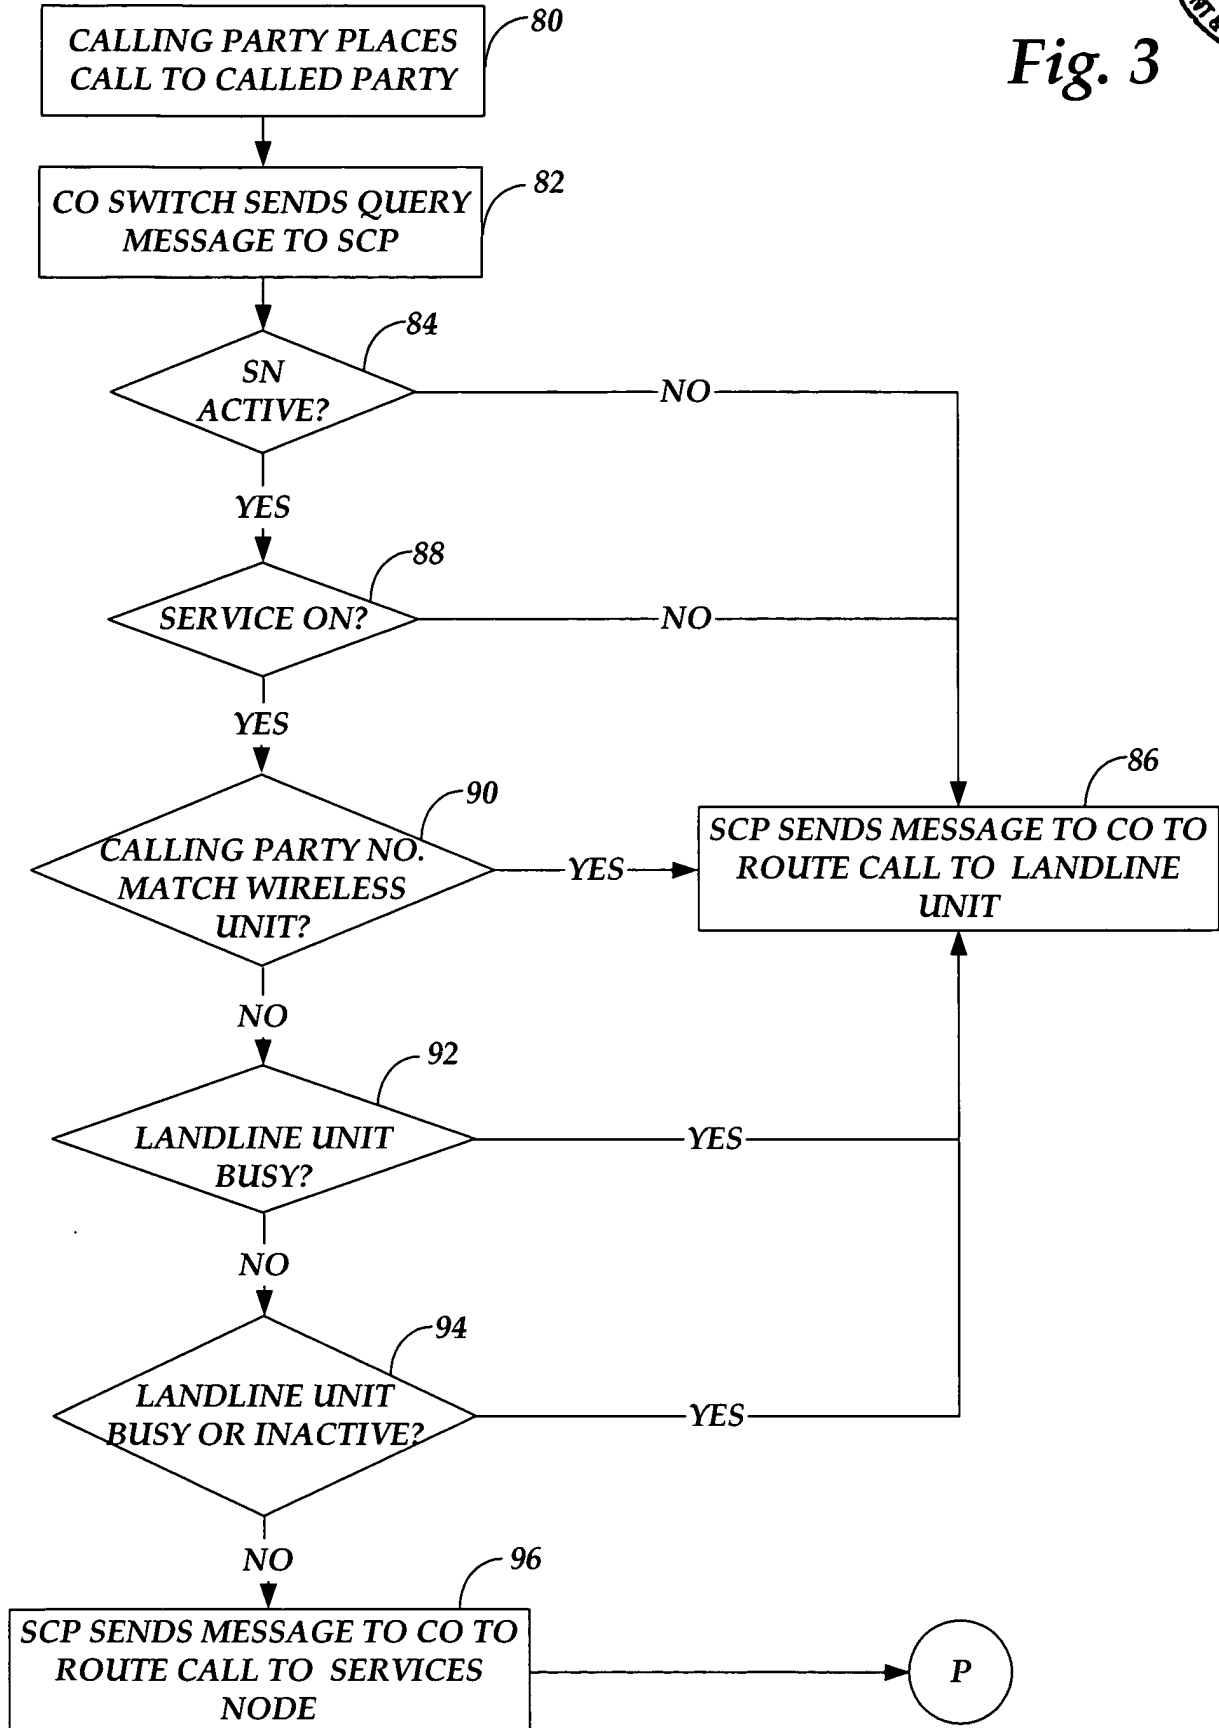 80
CALLING PARTY PLACES
CALL TO CALLED PARTY
Fig. 3
82
CO SWITCH SENDS QUERY
MESSAGE TO SCP
84
SN
ACTIVE?
NO
YES
88
SERVICE ON?
NO
YES
86
90
SCP SENDS MESSAGE TO CO TO
ROUTE CALL TO LANDLINE
UNIT
CALLING PARTY NO.
MATCH WIRELESS
UNIT?
YES
NO
92
LANDLINE UNIT
BUSY?
YES
NO
94
LANDLINE UNIT
BUSY OR INACTIVE?
YES
NO
96
SCP SENDS MESSAGE TO CO TO
ROUTE CALL TO SERVICES
NODE
P